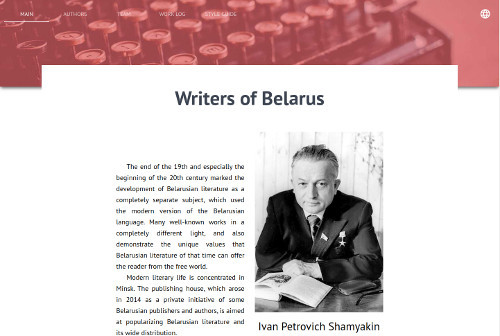 MAIN AUTHORS TEAM WORK LOG STYLE GUIDE
Writers of Belarus
The end of the 19th and especially the
beginning of the 20th century marked the
development of Belarusian literature as a
completely separate subject, which used
the modern version of the Belarusian
language. Many well-known works in a
completely different light, and also
demonstrate the unique values that
Belarusian literature of that time can offer
the reader from the free world.
Modern literary life is concentrated in
Minsk. The publishing house, which arose
in 2014 as a private initiative of some
Belarusian publishers and authors, is aimed
at popularizing Belarusian literature and
its wide distribution.
Ivan Petrovich Shamyakin